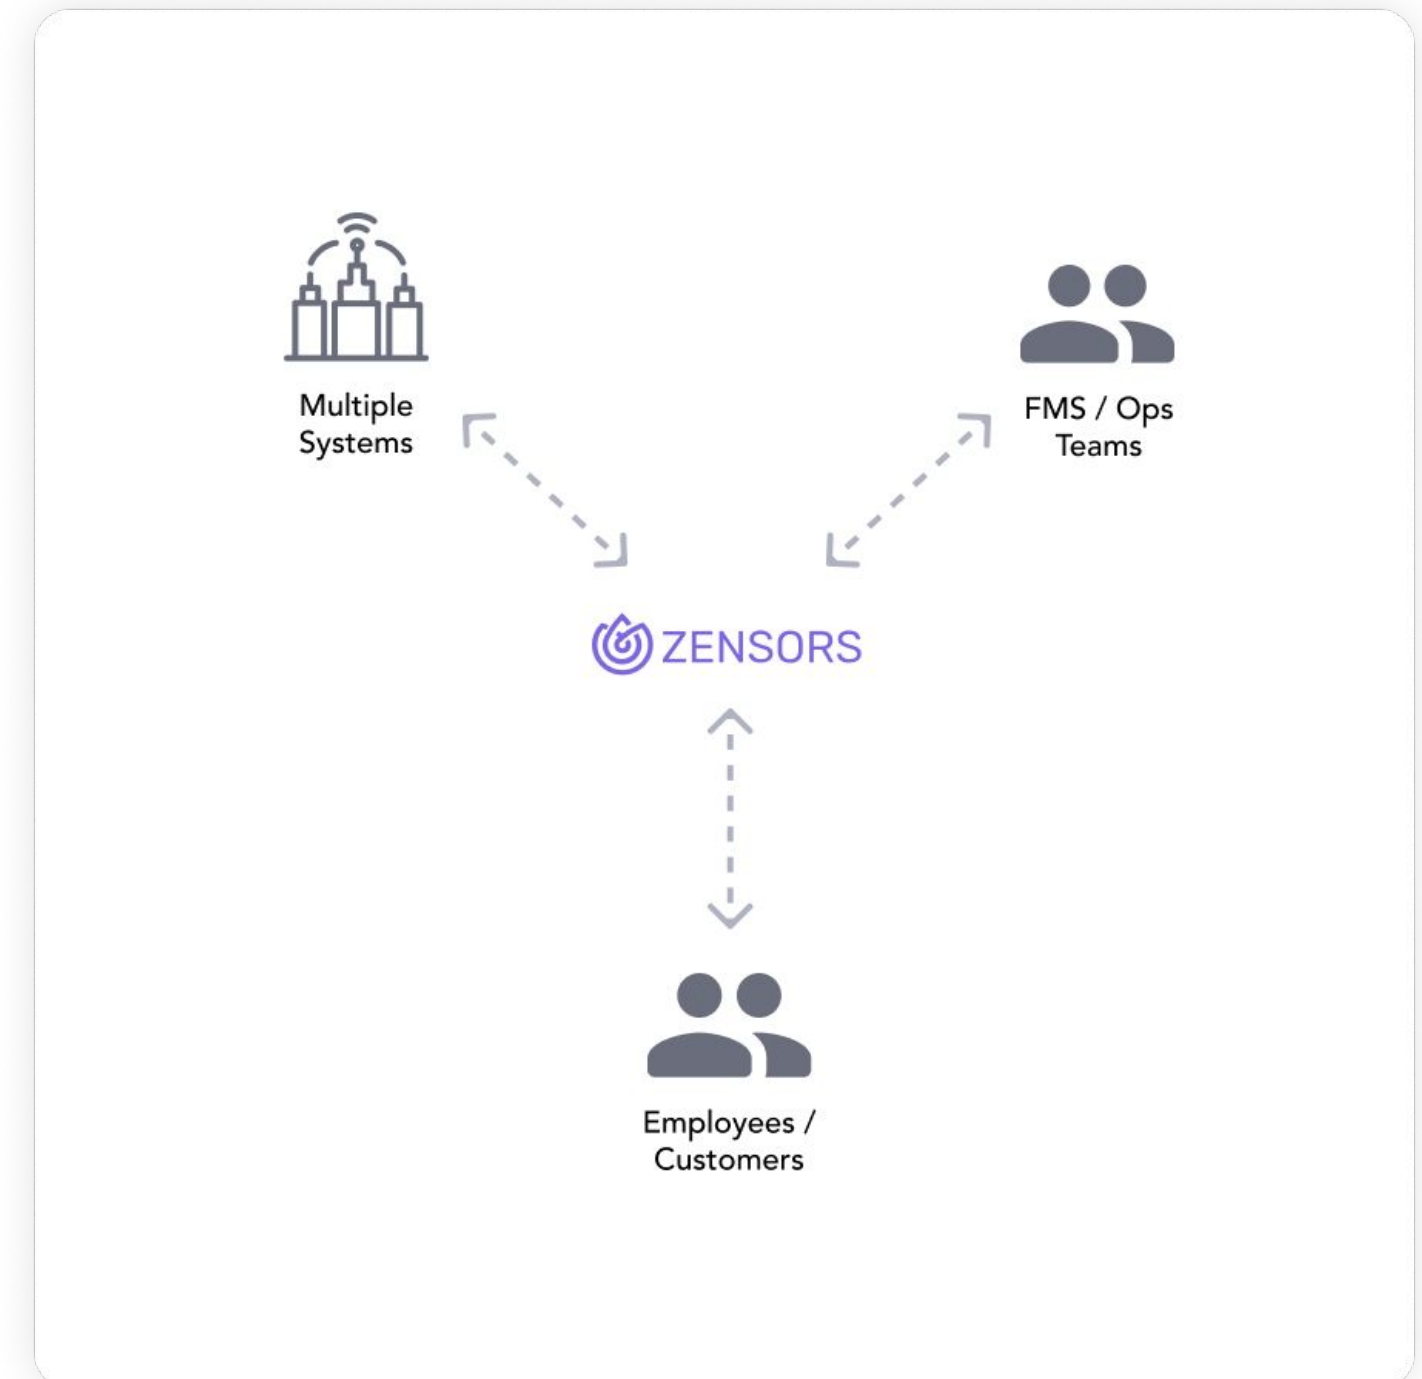 Multiple
Systems
FMS / Ops
Teams
ZENSORS
Employees /
Customers